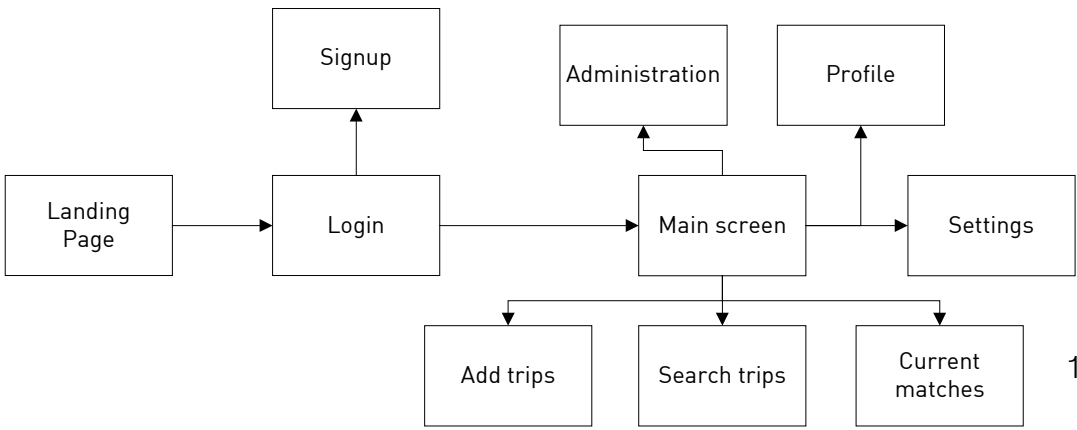 Signup
Administration
Profile
Landing
Page
Login
Main screen
Settings
Add trips
Search trips
Current
matches
1